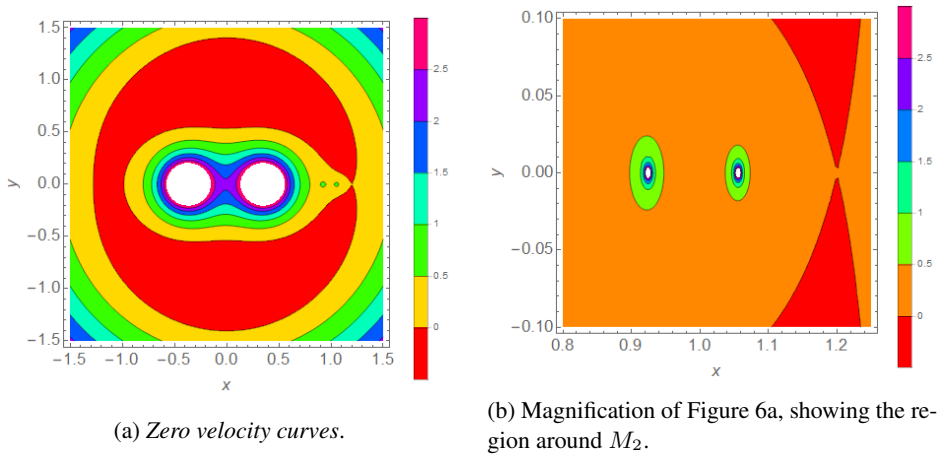 1.5
1.0
0.5
0.0
−0.5
−1.0
−1.5
y
−1.5 −1.0 −0.5 0.0 0.5 1.0 1.5
x
2.5
2
1.5
1
0.5
0
(a) Zero velocity curves.
0.10
0.05
0.00
−0.05
−0.10
y
0.8 0.9 1.0 1.1 1.2
x
2.5
2
1.5
1
0.5
0
(b) Magnification of Figure 6a, showing the re-
gion around M2.